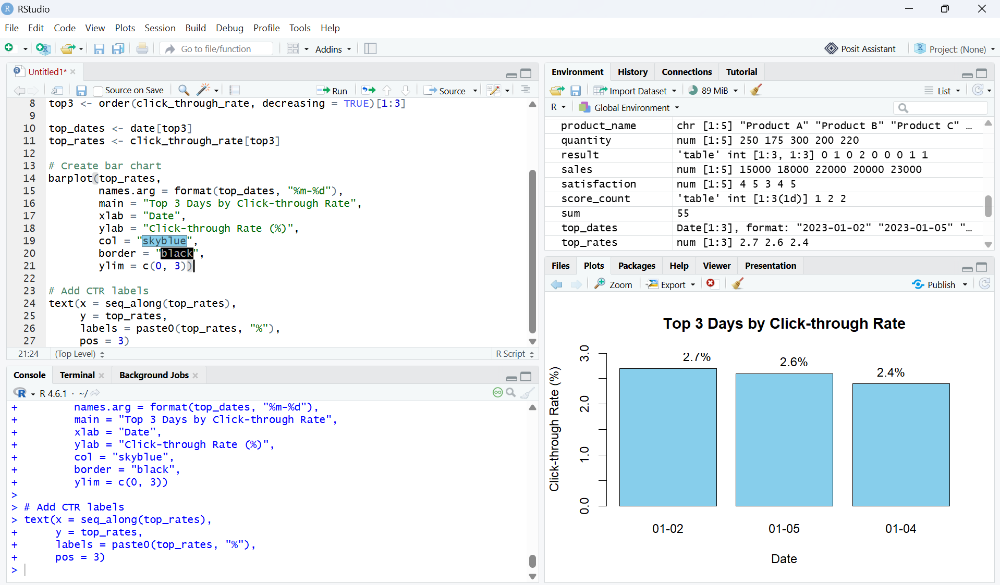 RStudio
File Edit Code View Plots Session Build Debug Profile Tools Help
Go to file/function Addins Posit Assistant Project: (None)
Untitled1*
Source on Save Run Source
8 top3 <- order(click_through_rate, decreasing = TRUE)[1:3]
9
10 top_dates <- date[top3]
11 top_rates <- click_through_rate[top3]
12
13 # Create bar chart
14 barplot(top_rates,
15 names.arg = format(top_dates, "%m-%d"),
16 main = "Top 3 Days by Click-through Rate",
17 xlab = "Date",
18 ylab = "Click-through Rate (%)",
19 col = "skyblue",
20 border = "black",
21 ylim = c(0, 3))
22
23 # Add CTR labels
24 text(x = seq_along(top_rates),
25 y = top_rates,
26 labels = paste0(top_rates, "%"),
27 pos = 3)
21:24 (Top Level) R Script
Console Terminal Background Jobs
R 4.6.1 · ~/
+ names.arg = format(top_dates, "%m-%d"),
+ main = "Top 3 Days by Click-through Rate",
+ xlab = "Date",
+ ylab = "Click-through Rate (%)",
+ col = "skyblue",
+ border = "black",
+ ylim = c(0, 3))
>
> # Add CTR labels
> text(x = seq_along(top_rates),
+ y = top_rates,
+ labels = paste0(top_rates, "%"),
+ pos = 3)
>
Environment History Connections Tutorial
Import Dataset 89 MiB List
R Global Environment
product_name chr [1:5] "Product A" "Product B" "Product C" …
quantity num [1:5] 250 175 300 200 220
result 'table' int [1:3, 1:3] 0 1 0 2 0 0 0 1 1
sales num [1:5] 15000 18000 22000 20000 23000
satisfaction num [1:5] 4 5 3 4 5
score_count 'table' int [1:3(1d)] 1 2 2
sum 55
top_dates Date[1:3], format: "2023-01-02" "2023-01-05" "…
top_rates num [1:3] 2.7 2.6 2.4
Files Plots Packages Help Viewer Presentation
Zoom Export Publish
Top 3 Days by Click-through Rate
Click-through Rate (%)
3.0
2.0
1.0
0.0
2.7%
2.6%
2.4%
01-02 01-05 01-04
Date